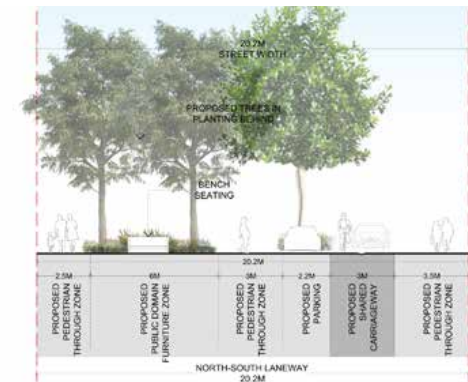 20.2M
STREET WIDTH
PROPOSED TREES IN
PLANTING BEHIND
BENCH
SEATING
20.2M
2.5M
6M
3M
2.2M
3M
3.5M
PROPOSED
PEDESTRIAN
THROUGH ZONE
PROPOSED
PUBLIC DOMAIN
FURNITURE ZONE
PROPOSED
PEDESTRIAN
THROUGH ZONE
PROPOSED
PARKING
PROPOSED
SHARED
CARRIAGEWAY
PROPOSED
PEDESTRIAN
THROUGH ZONE
NORTH-SOUTH LANEWAY
20.2M